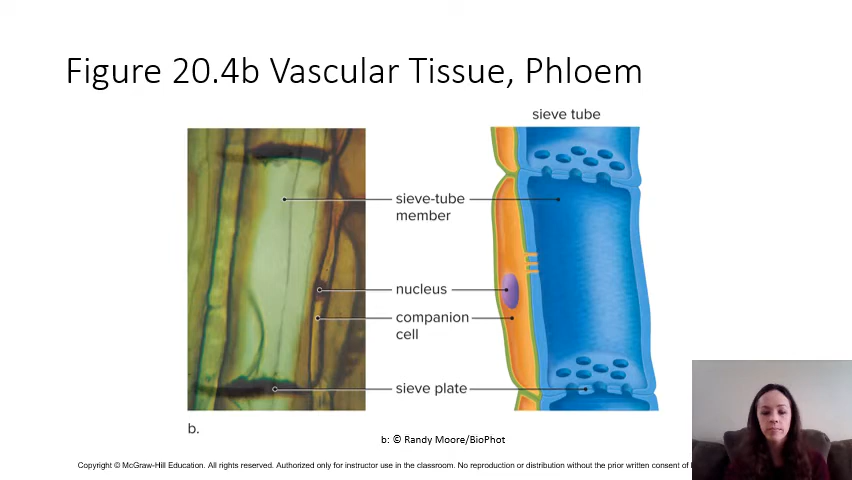 Figure 20.4b Vascular Tissue, Phloem
sieve tube
sieve-tube
member
nucleus
companion
cell
sieve plate
b.
b: © Randy Moore/BioPhot
Copyright © McGraw-Hill Education. All rights reserved. Authorized only for instructor use in the classroom. No reproduction or distribution without the prior written consent of